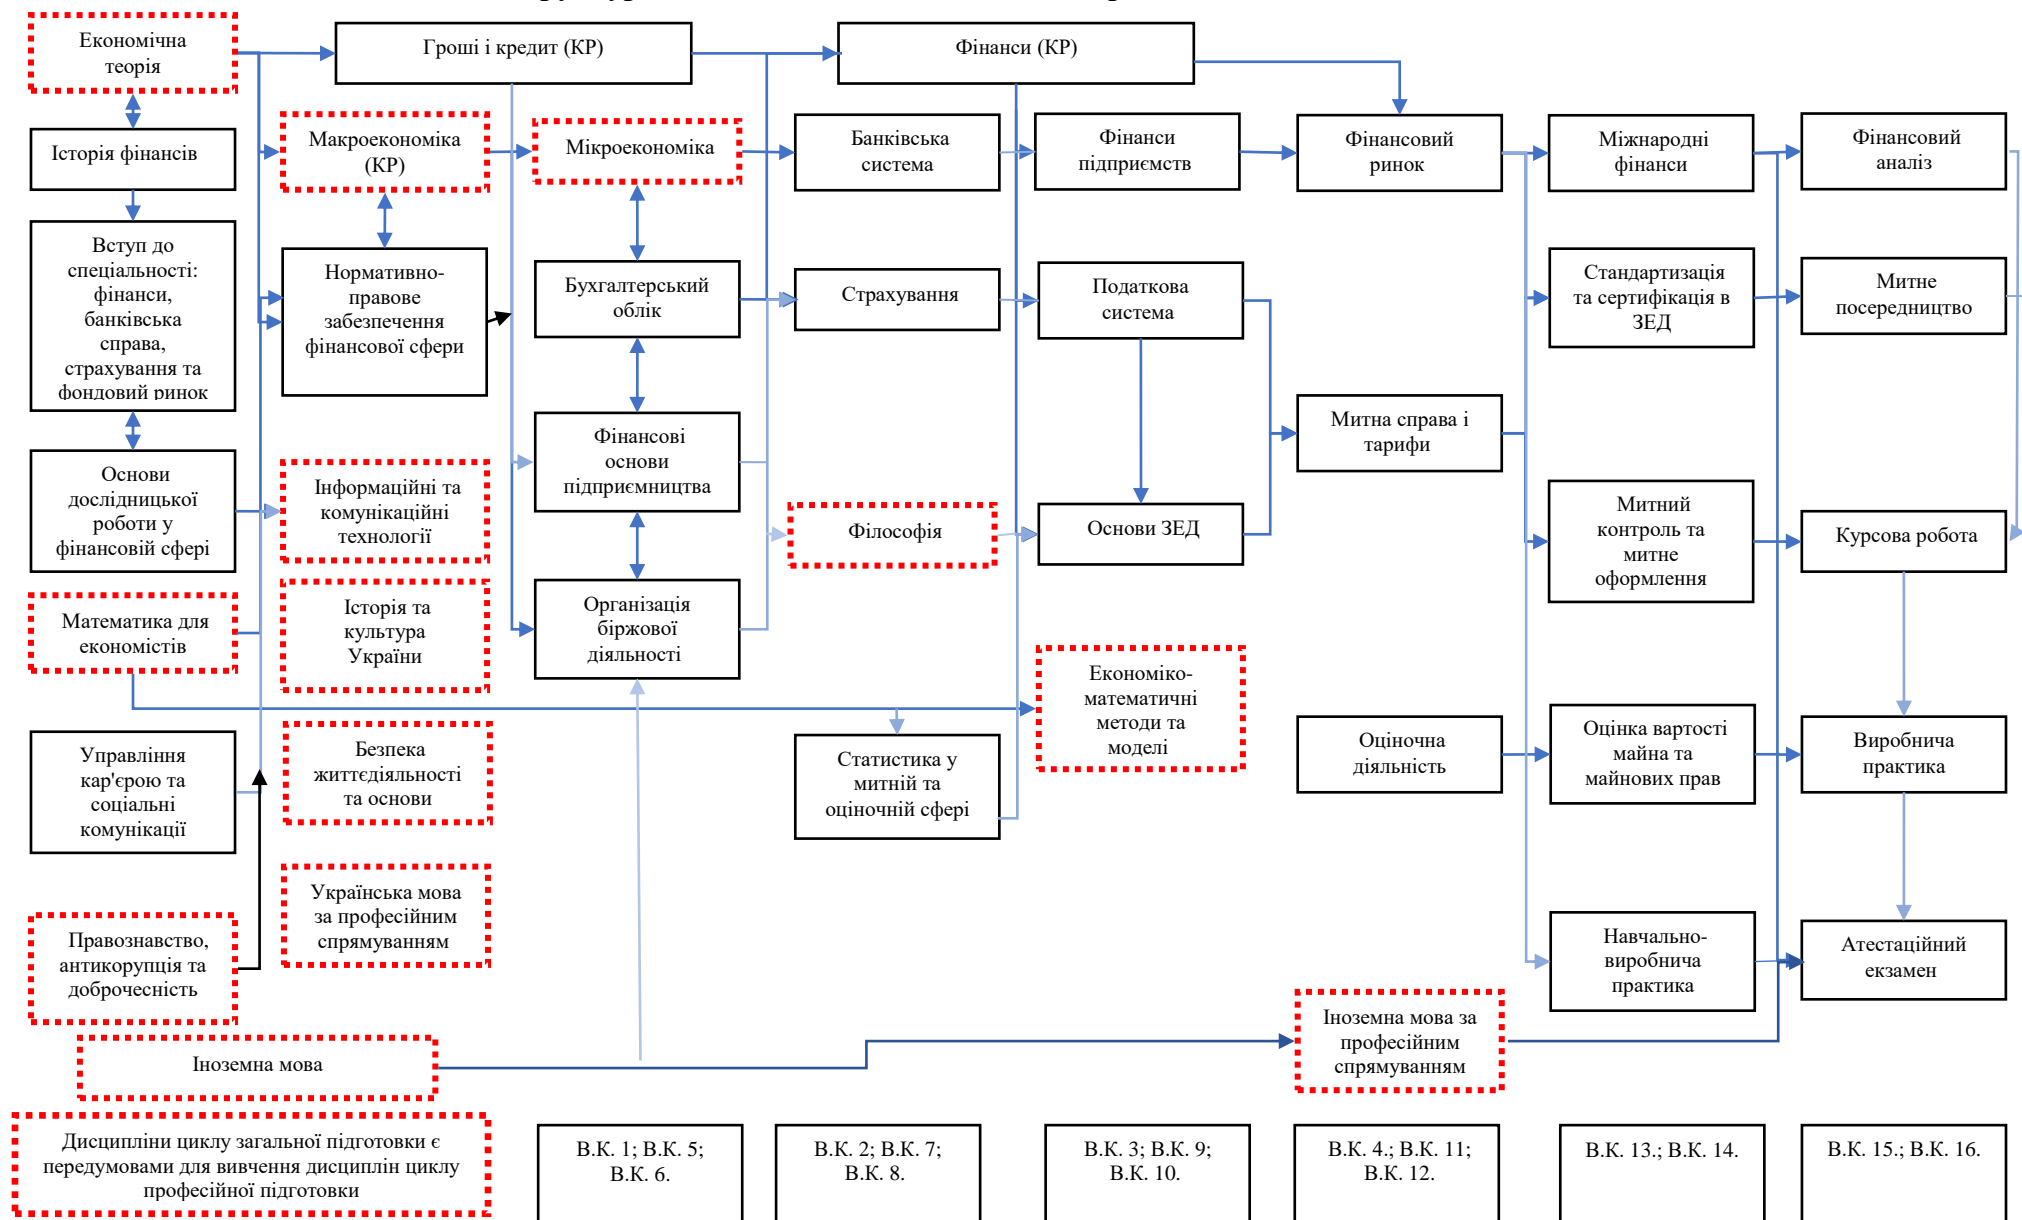 Економічна
теорія
Гроші і кредит (КР)
Фінанси (КР)
Історія фінансів
Макроекономіка
(КР)
Мікроекономіка
Банківська
система
Фінанси
підприємств
Фінансовий
ринок
Міжнародні
фінанси
Фінансовий
аналіз
Вступ до
спеціальності:
фінанси,
банківська
справа,
страхування та
фондовий ринок
Нормативно-
правове
забезпечення
фінансової сфери
Бухгалтерський
облік
Страхування
Податкова
система
Стандартизація
та сертифікація в
ЗЕД
Митне
посередництво
Основи
дослідницької
роботи у
фінансовій сфері
Інформаційні та
комунікаційні
технології
Фінансові
основи
підприємництва
Філософія
Основи ЗЕД
Митна справа і
тарифи
Митний
контроль та
митне
оформлення
Курсова робота
Математика для
економістів
Історія та
культура
України
Організація
біржової
діяльності
Економіко-
математичні
методи та
моделі
Управління
кар'єрою та
соціальні
комунікації
Безпека
життєдіяльності
та основи
Статистика у
митній та
оціночній сфері
Оціночна
діяльність
Оцінка вартості
майна та
майнових прав
Виробнича
практика
Правознавство,
антикорупція та
доброчесність
Українська мова
за професійним
спрямуванням
Навчально-
виробнича
практика
Атестаційний
екзамен
Іноземна мова
Іноземна мова за
професійним
спрямуванням
Дисципліни циклу загальної підготовки є
передумовами для вивчення дисциплін циклу
професійної підготовки
В.К. 1; В.К. 5;
В.К. 6.
В.К. 2; В.К. 7;
В.К. 8.
В.К. 3; В.К. 9;
В.К. 10.
В.К. 4.; В.К. 11;
В.К. 12.
В.К. 13.; В.К. 14.
В.К. 15.; В.К. 16.